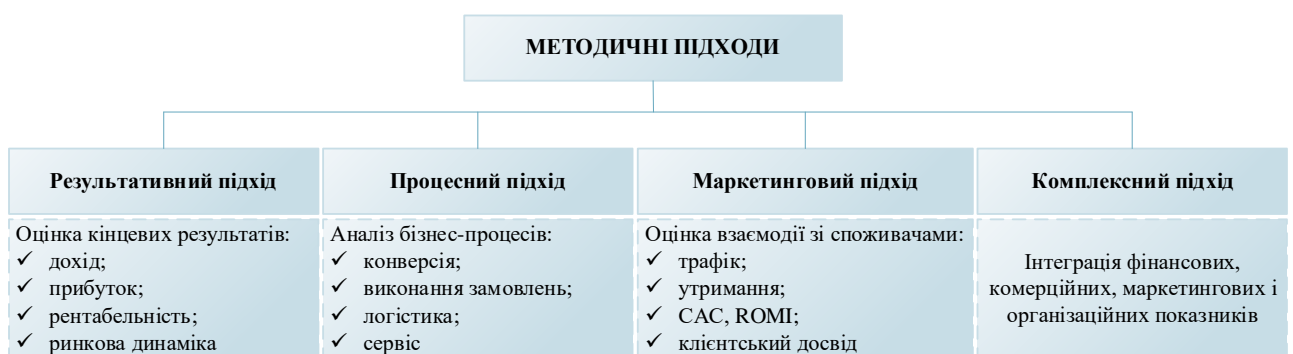 МЕТОДИЧНІ ПІДХОДИ
Результативний підхід
Оцінка кінцевих результатів:
✓ дохід;
✓ прибуток;
✓ рентабельність;
✓ ринкова динаміка
Процесний підхід
Аналіз бізнес-процесів:
✓ конверсія;
✓ виконання замовлень;
✓ логістика;
✓ сервіс
Маркетинговий підхід
Оцінка взаємодії зі споживачами:
✓ трафік;
✓ утримання;
✓ CAC, ROMI;
✓ клієнтський досвід
Комплексний підхід
Інтеграція фінансових,
комерційних, маркетингових і
організаційних показників